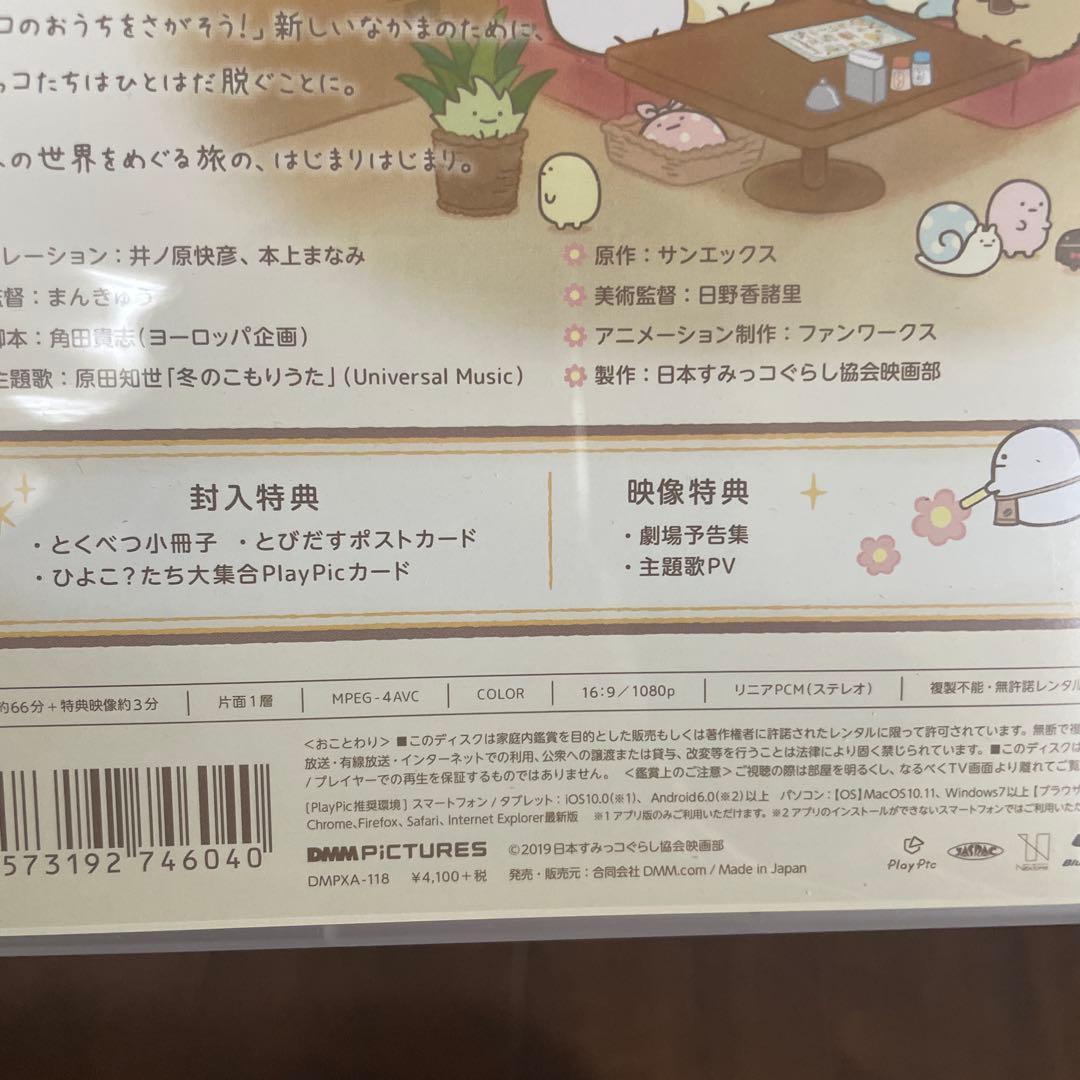 コのおうちをさがそう!」新しいなかまのために、
っコたちはひとはだ脱ぐことに。
の世界をめぐる旅の、はじまりはじまり。
レーション：井ノ原快彦、本上まなみ
監督：まんきゅう
脚本：角田貴志（ヨーロッパ企画）
主題歌：原田知世「冬のこもりうた」（Universal Music）
原作：サンエックス
美術監督：日野香諸里
アニメーション制作：ファンワークス
製作：日本すみっコぐらし協会映画部
封入特典
・とくべつ小冊子 ・とびだすポストカード
・ひよこ？たち大集合PlayPicカード
映像特典
・劇場予告集
・主題歌PV
約66分＋特典映像約3分 片面1層 MPEG-4AVC COLOR 16:9／1080p リニアPCM（ステレオ） 複製不能・無許諾レンタル
＜おことわり＞ ■このディスクは家庭内鑑賞を目的とした販売もしくは著作権者に許諾されたレンタルに限って許可されています。無断で複
放送・有線放送・インターネットでの利用、公衆への譲渡または貸与、改変等を行うことは法律により固く禁じられています。■このディスクは
/プレイヤーでの再生を保証するものではありません。 ＜鑑賞上のご注意＞ご視聴の際は部屋を明るくし、なるべくTV画面より離れてご覧
[PlayPic推奨環境] スマートフォン / タブレット：iOS10.0(※1)、Android6.0(※2)以上 パソコン：【OS】MacOS10.11、Windows7以上 【ブラウザ
Chrome、Firefox、Safari、Internet Explorer最新版 ※1 アプリ版のみご利用いただけます。※2 アプリのインストールができないスマートフォンではご利用いただ
573192 746040
DMM PiCTURES ©2019日本すみっコぐらし協会映画部
DMPXA-118 ¥4,100＋税 発売・販売元：合同会社DMM.com / Made in Japan
PlayPic JASRAC